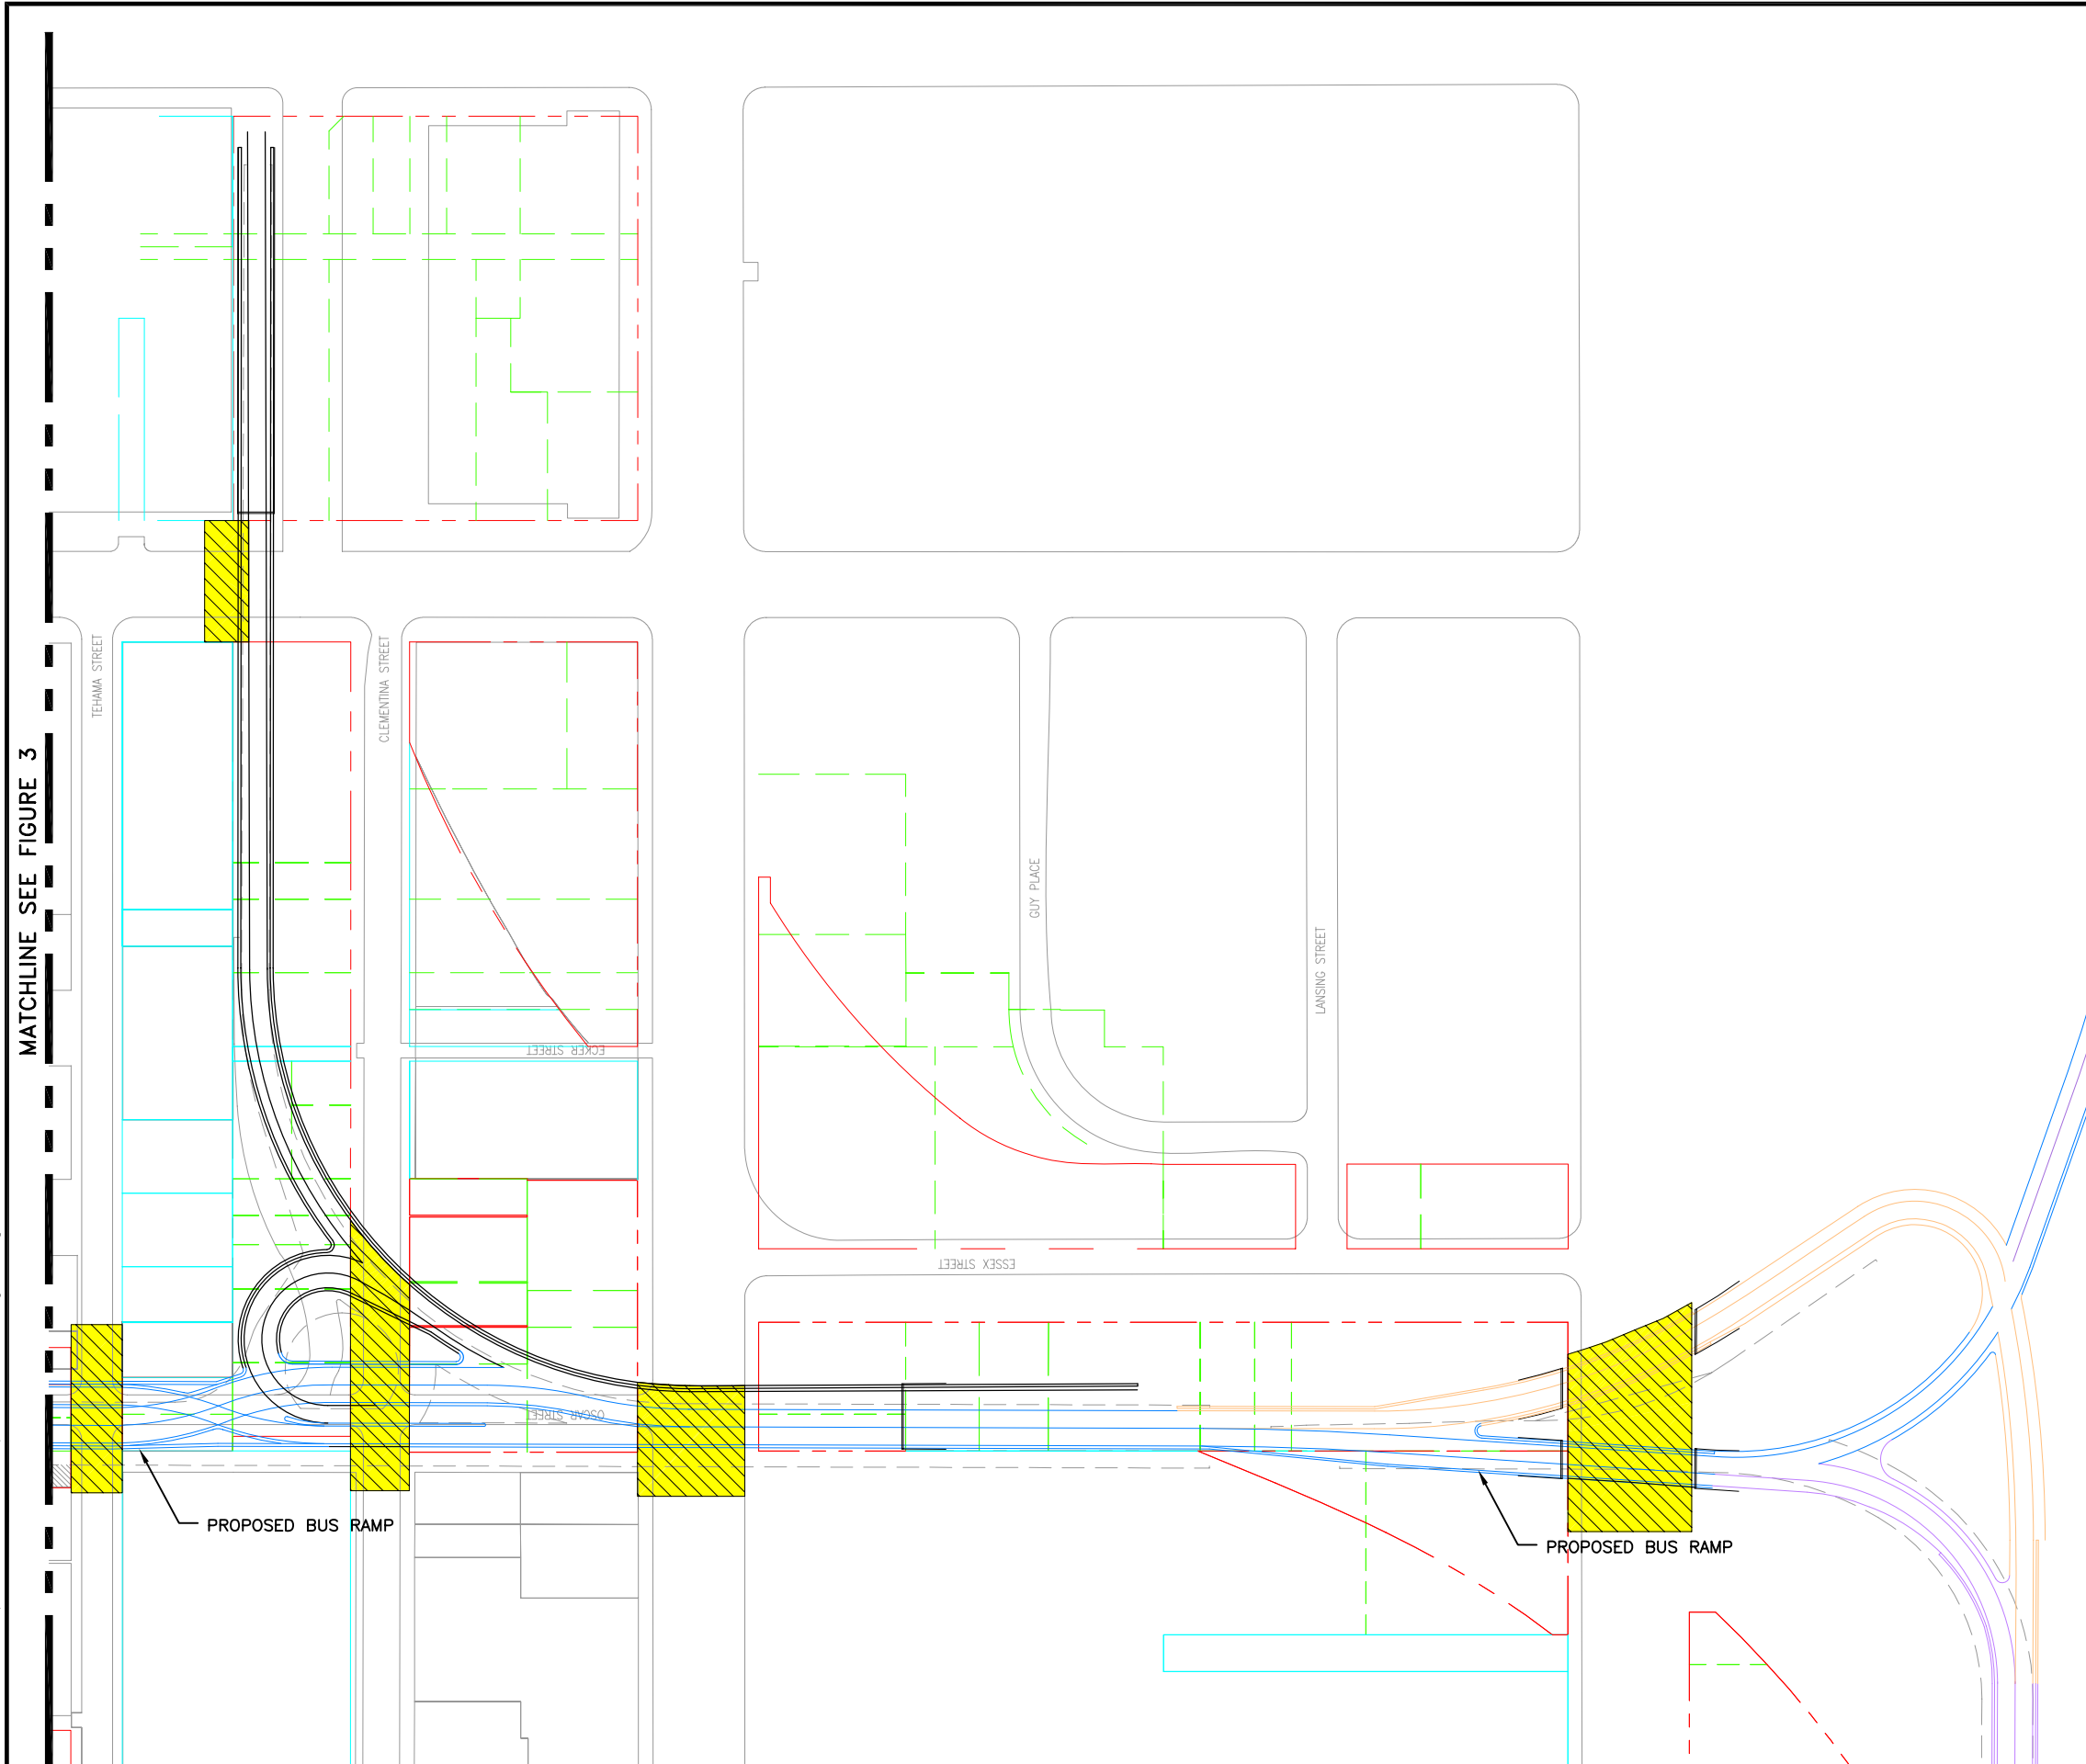 MATCHLINE SEE FIGURE 3
TEHAMA STREET
CLEMENTINA STREET
GUY PLACE
LANSING STREET
ECKER STREET
ESSEX STREET
OSCAR STREET
PROPOSED BUS RAMP
PROPOSED BUS RAMP